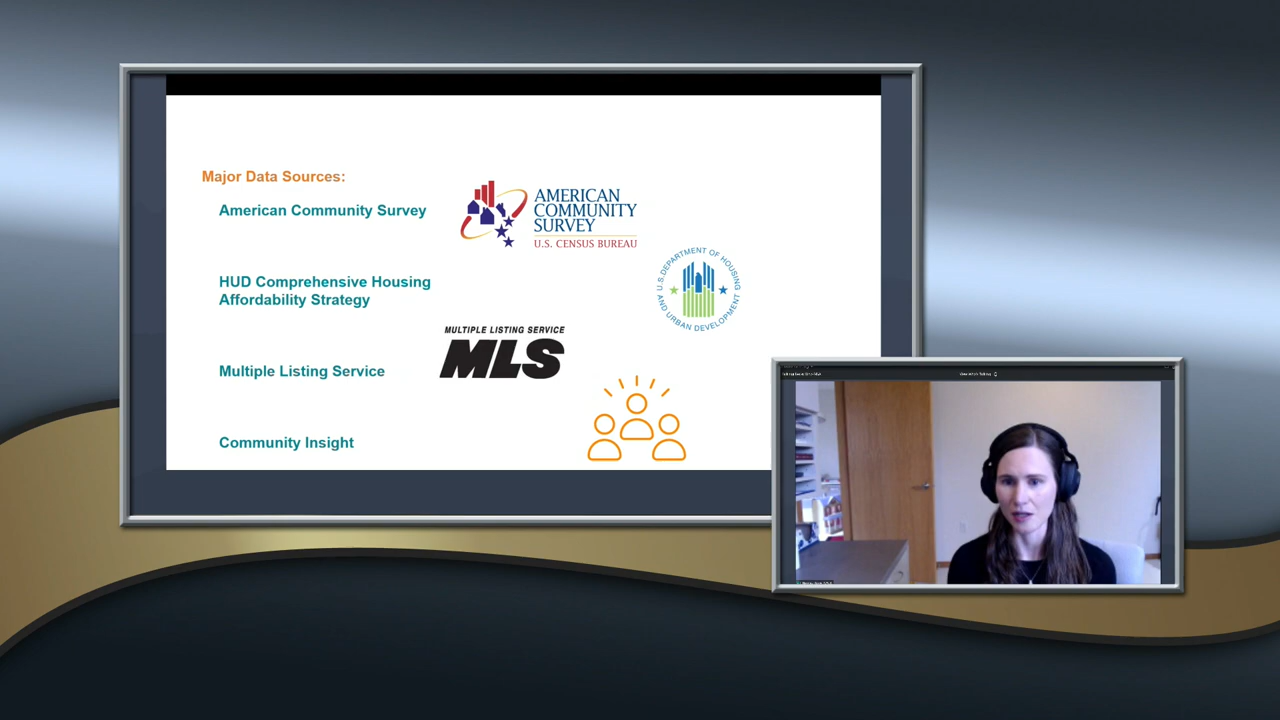 Major Data Sources:
American Community Survey
AMERICAN
COMMUNITY
SURVEY
U.S. CENSUS BUREAU
HUD Comprehensive Housing
Affordability Strategy
U.S. DEPARTMENT OF HOUSING
AND URBAN DEVELOPMENT
MULTIPLE LISTING SERVICE
MLS
Multiple Listing Service
Community Insight